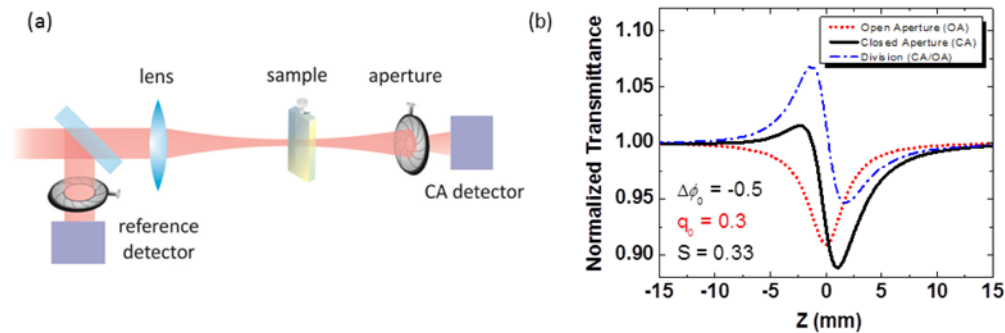 (a)
lens
sample
aperture
CA detector
reference
detector
(b)
Normalized Transmittance
1.10
1.05
1.00
0.95
0.90
Open Aperture (OA)
Closed Aperture (CA)
Division (CA/OA)
Δϕ₀ = -0.5
q₀ = 0.3
S = 0.33
-15 -10 -5 0 5 10 15
Z (mm)